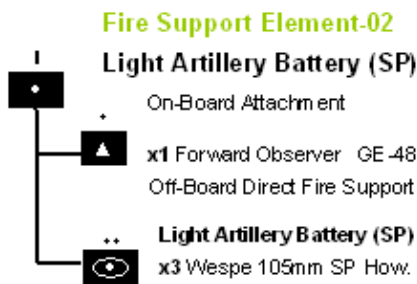 Fire Support Element-02
Light Artillery Battery (SP)
On-Board Attachment
x1 Forward Observer GE-48
Off-Board Direct Fire Support
Light Artillery Battery (SP)
x3 Wespe 105mm SP How.